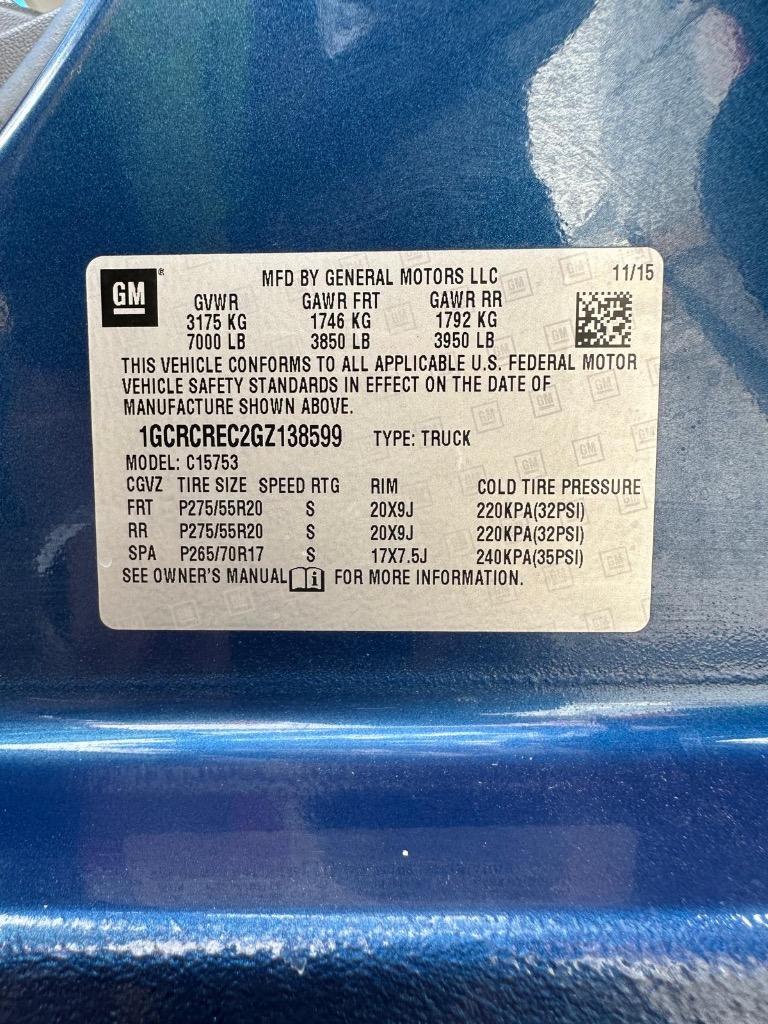 GM ®
MFD BY GENERAL MOTORS LLC 11/15
GVWR GAWR FRT GAWR RR
3175 KG 1746 KG 1792 KG
7000 LB 3850 LB 3950 LB
THIS VEHICLE CONFORMS TO ALL APPLICABLE U.S. FEDERAL MOTOR
VEHICLE SAFETY STANDARDS IN EFFECT ON THE DATE OF
MANUFACTURE SHOWN ABOVE.
1GCRCREC2GZ138599 TYPE: TRUCK
MODEL: C15753
CGVZ TIRE SIZE SPEED RTG RIM COLD TIRE PRESSURE
FRT P275/55R20 S 20X9J 220KPA(32PSI)
RR P275/55R20 S 20X9J 220KPA(32PSI)
SPA P265/70R17 S 17X7.5J 240KPA(35PSI)
SEE OWNER'S MANUAL i FOR MORE INFORMATION.